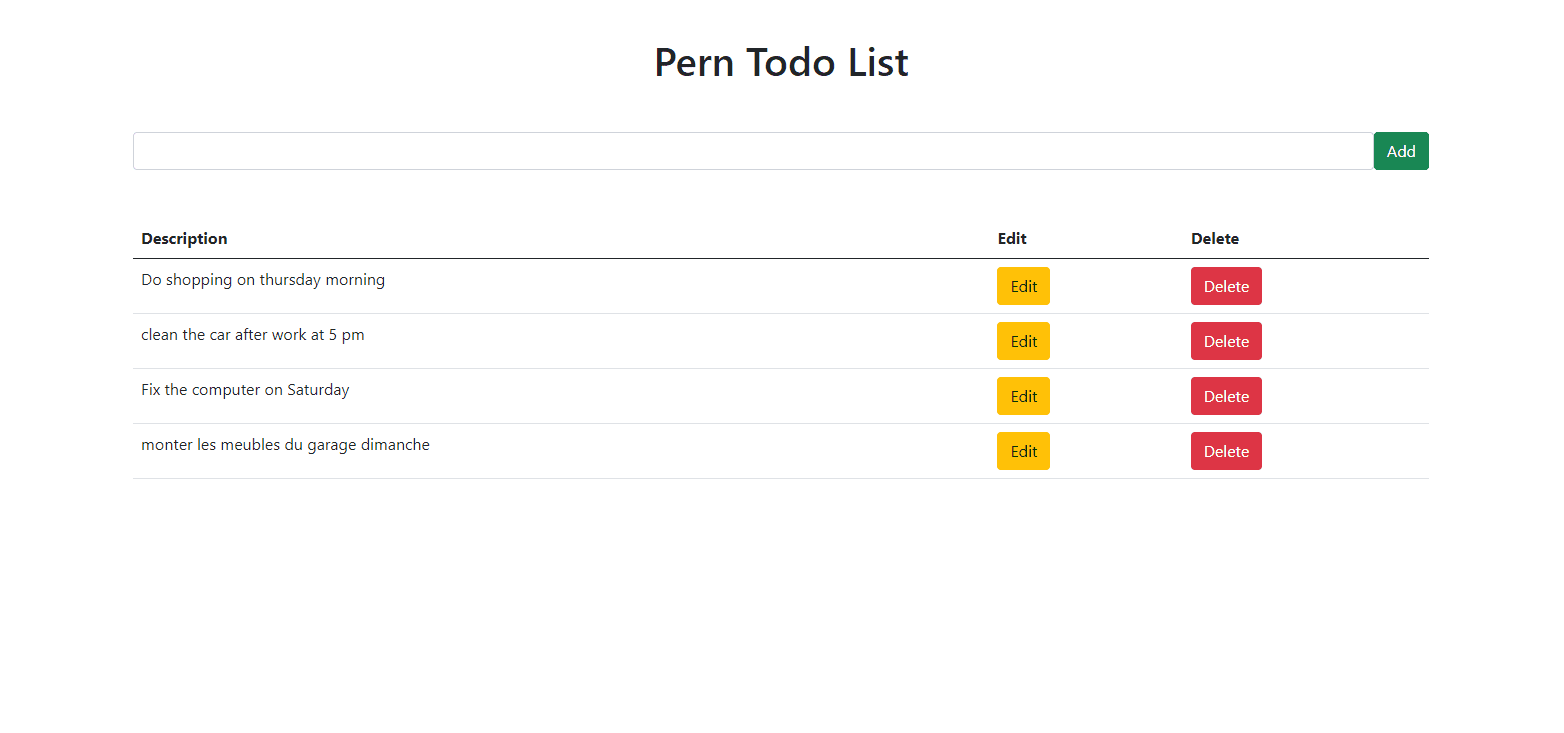 Pern Todo List
Add
Description Edit Delete
Do shopping on thursday morning Edit Delete
clean the car after work at 5 pm Edit Delete
Fix the computer on Saturday Edit Delete
monter les meubles du garage dimanche Edit Delete